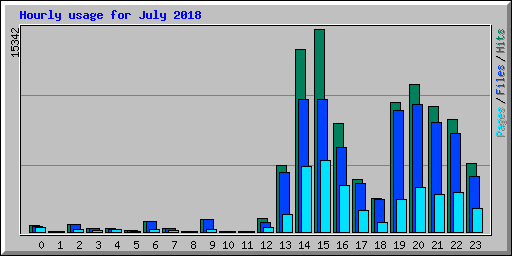 Hourly usage for July 2018
15342
Pages / Files / Hits
0 1 2 3 4 5 6 7 8 9 10 11 12 13 14 15 16 17 18 19 20 21 22 23